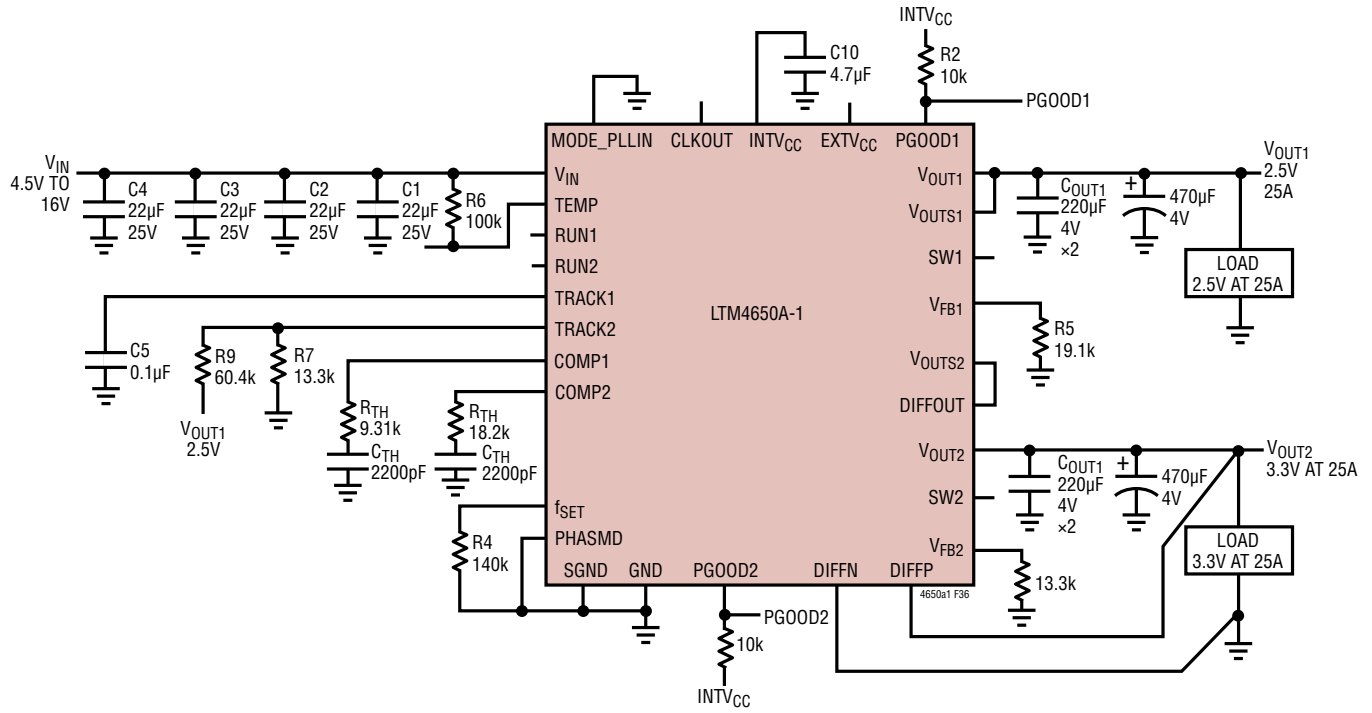 INTVCC
R2
10k
PGOOD1
C10
4.7µF
MODE_PLLIN
CLKOUT
INTVCC
EXTVCC
PGOOD1
VIN
4.5V TO
16V
C4
22µF
25V
C3
22µF
25V
C2
22µF
25V
C1
22µF
25V
R6
100k
VIN
TEMP
RUN1
RUN2
TRACK1
TRACK2
COMP1
COMP2
fSET
PHASMD
SGND
GND
PGOOD2
DIFFN
DIFFP
LTM4650A-1
VOUT1
VOUTS1
SW1
VFB1
VOUTS2
DIFFOUT
VOUT2
SW2
VFB2
COUT1
220µF
4V
×2
+
470µF
4V
VOUT1
2.5V
25A
LOAD
2.5V AT 25A
R5
19.1k
C5
0.1µF
R9
60.4k
R7
13.3k
VOUT1
2.5V
RTH
9.31k
CTH
2200pF
RTH
18.2k
CTH
2200pF
R4
140k
COUT1
220µF
4V
×2
+
470µF
4V
VOUT2
3.3V AT 25A
LOAD
3.3V AT 25A
13.3k
4650a1 F36
PGOOD2
10k
INTVCC